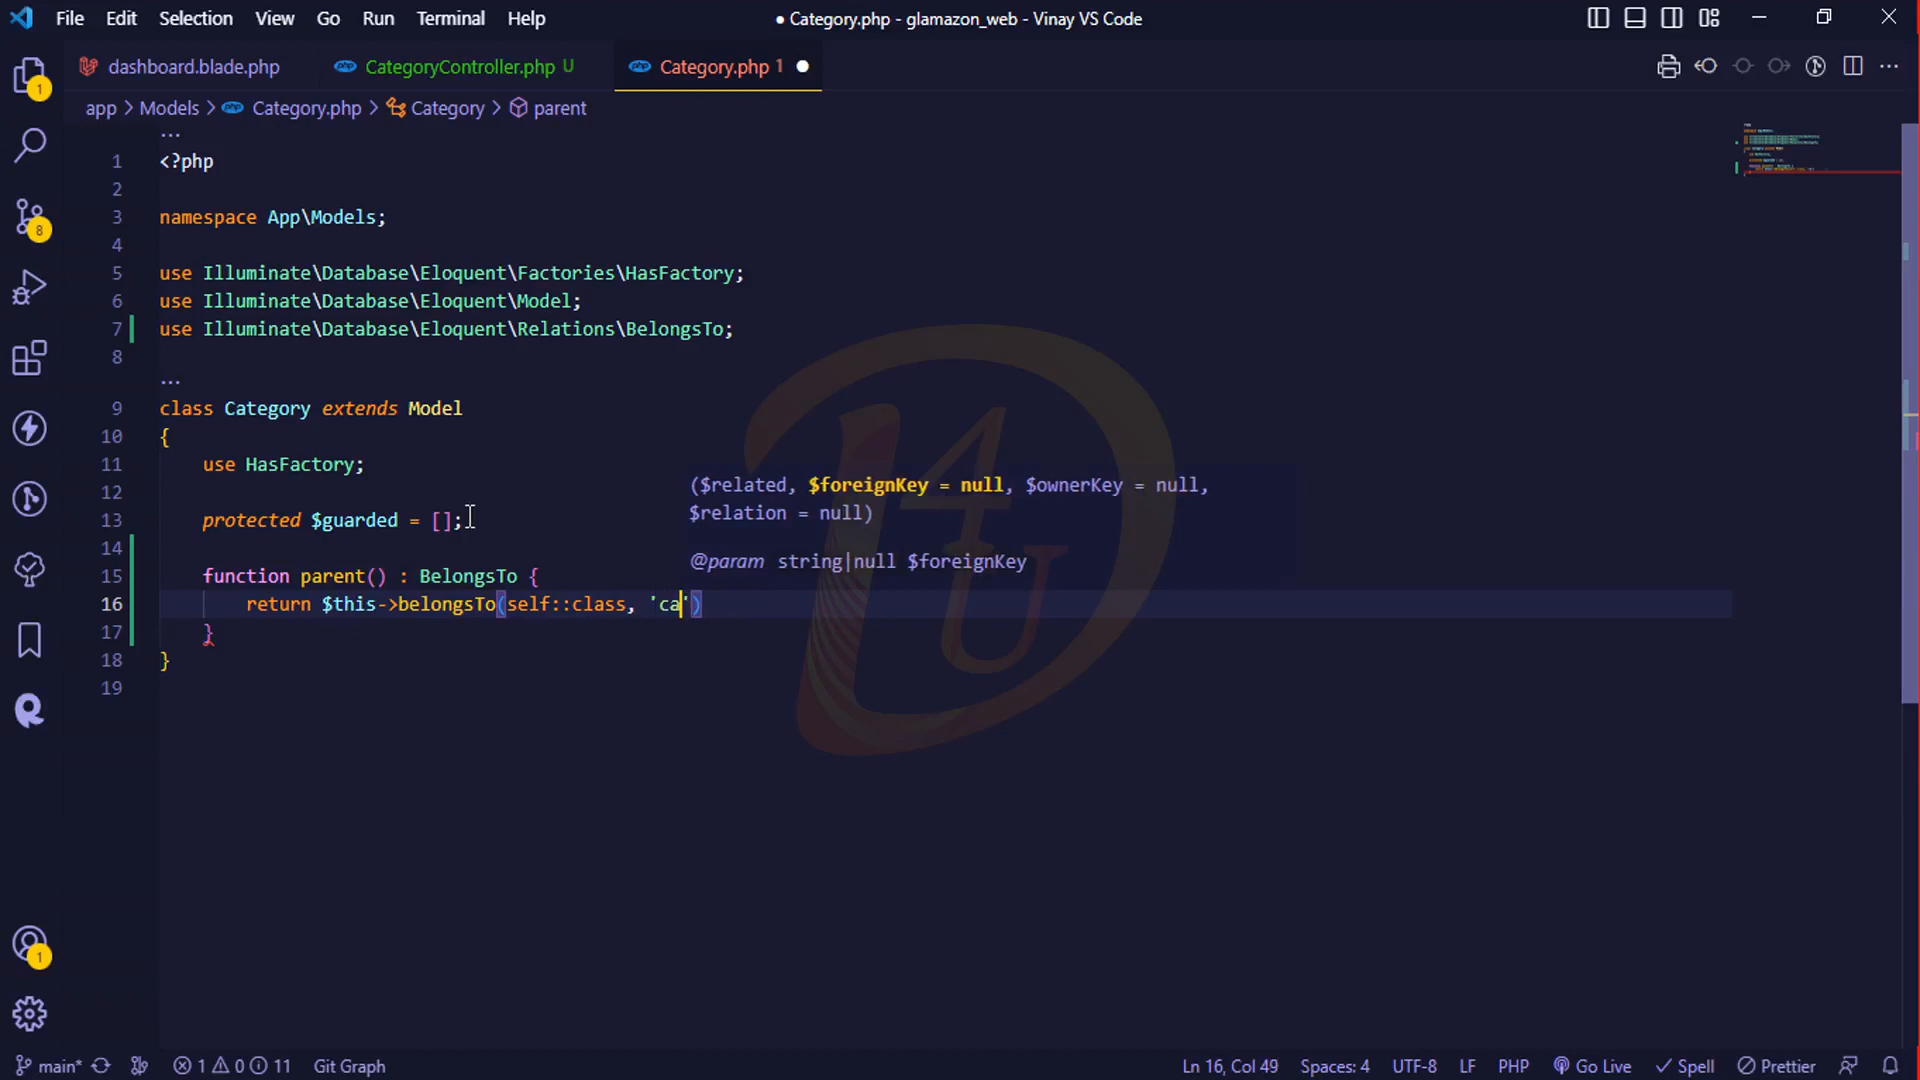 File Edit Selection View Go Run Terminal Help
● Category.php - glamazon_web - Vinay VS Code
dashboard.blade.php
CategoryController.php U
Category.php 1 ●
app > Models > Category.php > Category > parent
1 <?php
2
3 namespace App\Models;
4
5 use Illuminate\Database\Eloquent\Factories\HasFactory;
6 use Illuminate\Database\Eloquent\Model;
7 use Illuminate\Database\Eloquent\Relations\BelongsTo;
8
9 class Category extends Model
10 {
11 use HasFactory;
12
13 protected $guarded = [];
14
15 function parent() : BelongsTo {
16 return $this->belongsTo(self::class, 'ca')
17 }
18 }
19
($related, $foreignKey = null, $ownerKey = null,
$relation = null)
@param string|null $foreignKey
D4U
1
8
1
main* 1 0 11 Git Graph
Ln 16, Col 49 Spaces: 4 UTF-8 LF PHP Go Live Spell Prettier